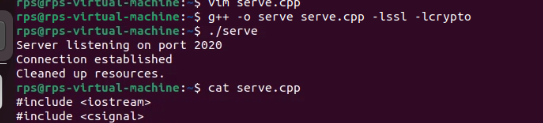 rps@rps-virtual-machine:~$ vim serve.cpp
rps@rps-virtual-machine:~$ g++ -o serve serve.cpp -lssl -lcrypto
rps@rps-virtual-machine:~$ ./serve
Server listening on port 2020
Connection established
Cleaned up resources.
rps@rps-virtual-machine:~$ cat serve.cpp
#include <iostream>
#include <csignal>